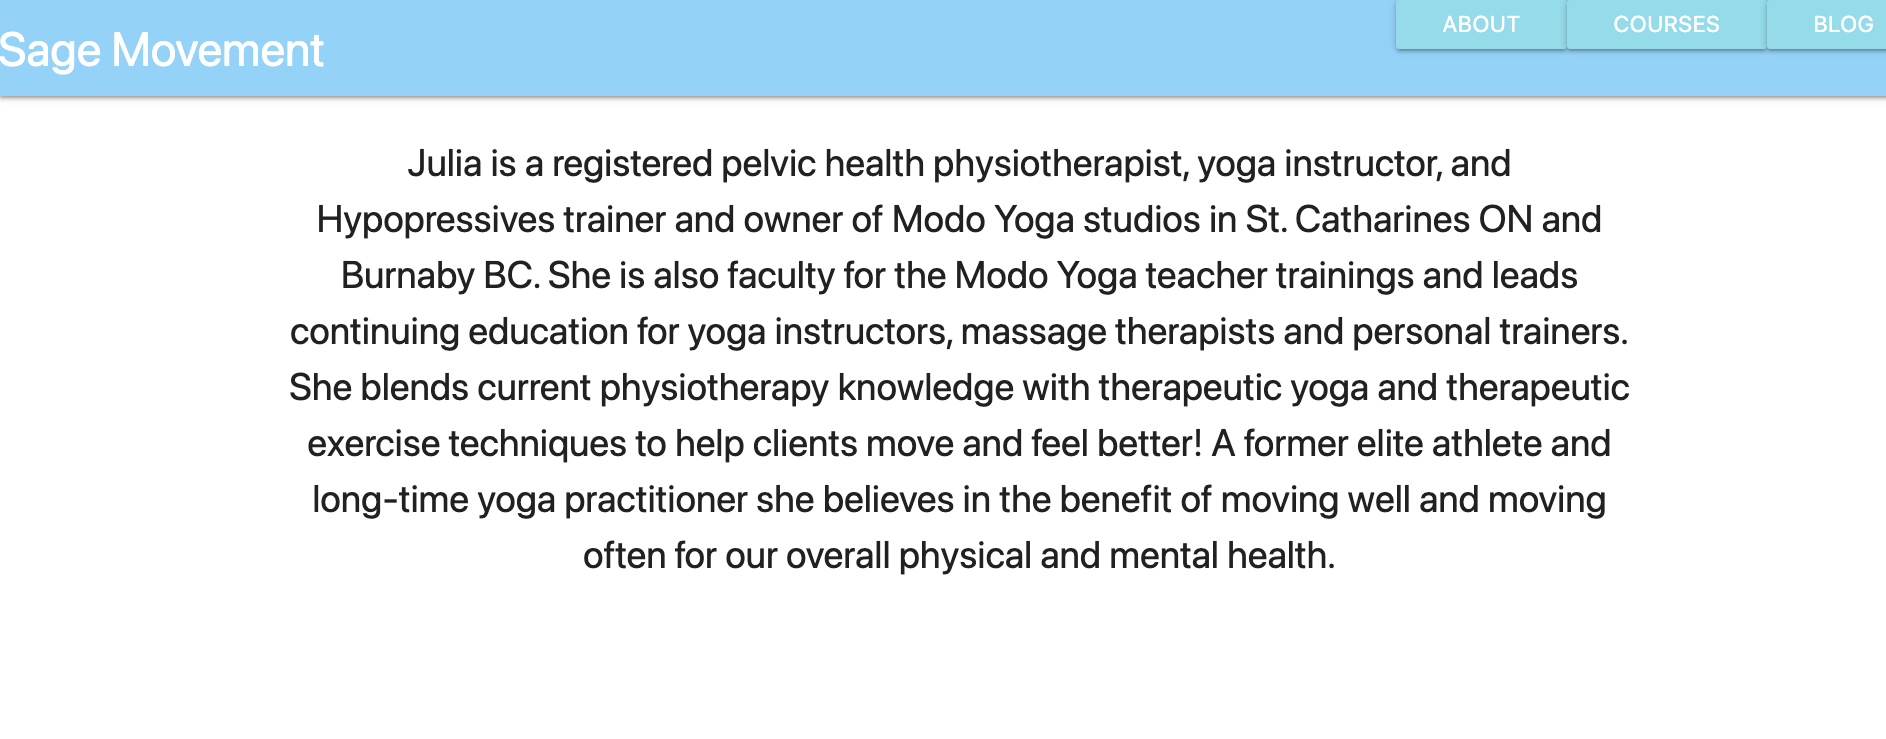 Sage Movement
ABOUT
COURSES
BLOG
Julia is a registered pelvic health physiotherapist, yoga instructor, and
Hypopressives trainer and owner of Modo Yoga studios in St. Catharines ON and
Burnaby BC. She is also faculty for the Modo Yoga teacher trainings and leads
continuing education for yoga instructors, massage therapists and personal trainers.
She blends current physiotherapy knowledge with therapeutic yoga and therapeutic
exercise techniques to help clients move and feel better! A former elite athlete and
long-time yoga practitioner she believes in the benefit of moving well and moving
often for our overall physical and mental health.